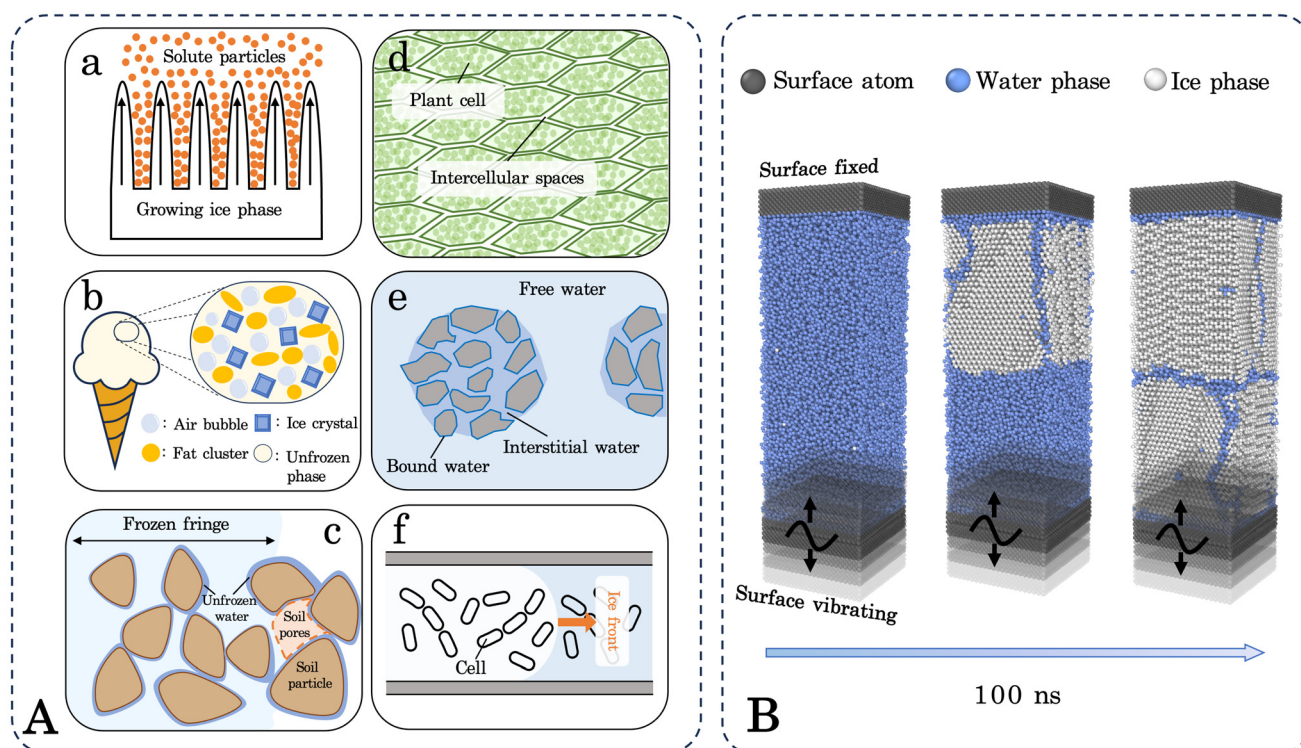 a
Solute particles
Growing ice phase
d
Plant cell
Intercellular spaces
b
: Air bubble
: Ice crystal
: Fat cluster
: Unfrozen
phase
e
Free water
Interstitial water
Bound water
Frozen fringe
c
Unfrozen
water
Soil
pores
Soil
particle
f
Ice front
Cell
A
Surface atom
Water phase
Ice phase
Surface fixed
Surface vibrating
100 ns
B